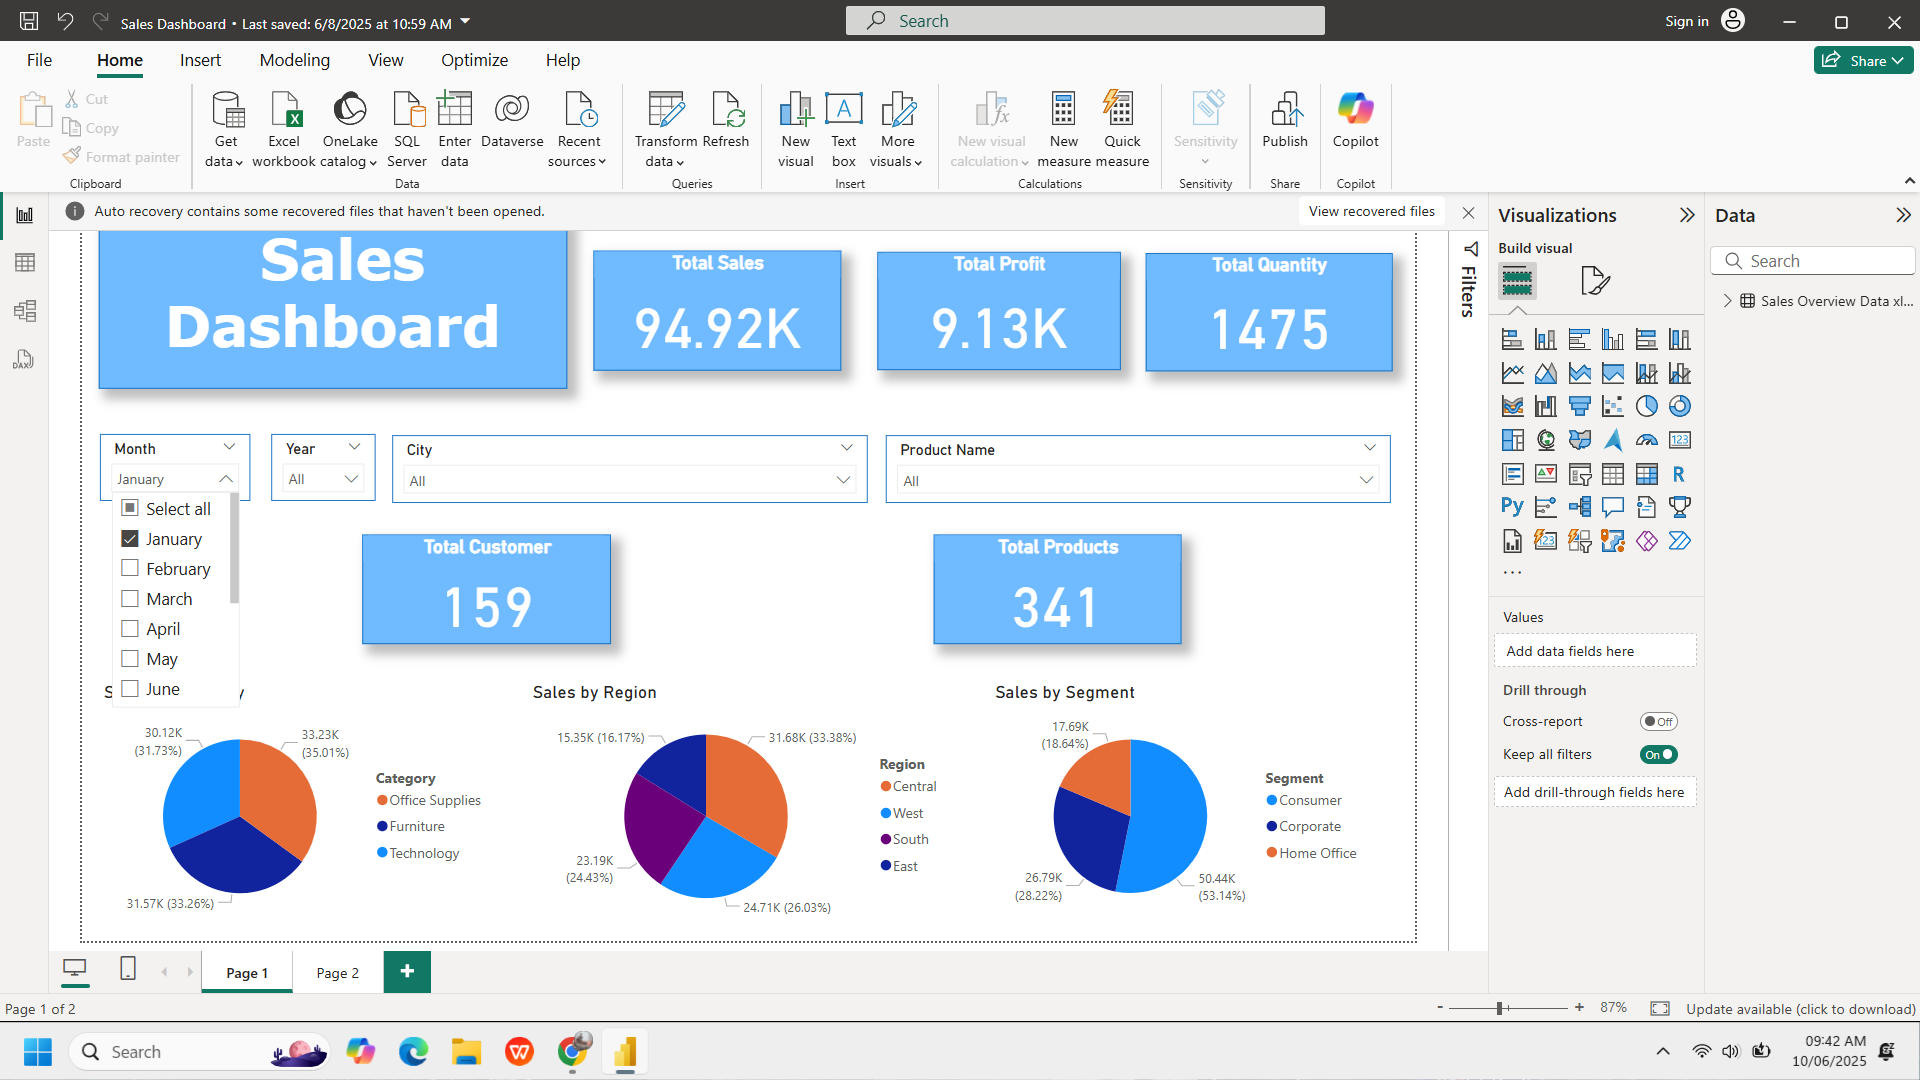 Sales Dashboard • Last saved: 6/8/2025 at 10:59 AM
Search
Sign in
File
Home
Insert
Modeling
View
Optimize
Help
Share
Paste
Cut
Copy
Format painter
Clipboard
Get
data
Excel
workbook
OneLake
catalog
SQL
Server
Enter
data
Dataverse
Recent
sources
Data
Transform
data
Refresh
Queries
New
visual
Text
box
More
visuals
Insert
New visual
calculation
New
measure
Quick
measure
Calculations
Sensitivity
Sensitivity
Publish
Share
Copilot
Copilot
Auto recovery contains some recovered files that haven't been opened.
View recovered files
Sales
Dashboard
Total Sales
94.92K
Total Profit
9.13K
Total Quantity
1475
Month
January
Year
All
City
All
Product Name
All
Select all
January
February
March
April
May
June
Total Customer
159
Total Products
341
S
y
30.12K
(31.73%)
33.23K
(35.01%)
31.57K (33.26%)
Category
Office Supplies
Furniture
Technology
Sales by Region
15.35K (16.17%)
31.68K (33.38%)
23.19K
(24.43%)
24.71K (26.03%)
Region
Central
West
South
East
Sales by Segment
17.69K
(18.64%)
26.79K
(28.22%)
50.44K
(53.14%)
Segment
Consumer
Corporate
Home Office
Filters
Visualizations
Build visual
123
R
Py
123
...
Values
Add data fields here
Drill through
Cross-report
Off
Keep all filters
On
Add drill-through fields here
Data
Search
Sales Overview Data xl...
DAX
Page 1
Page 2
+
Page 1 of 2
- + 87%
Update available (click to download)
Search
09:42 AM
10/06/2025